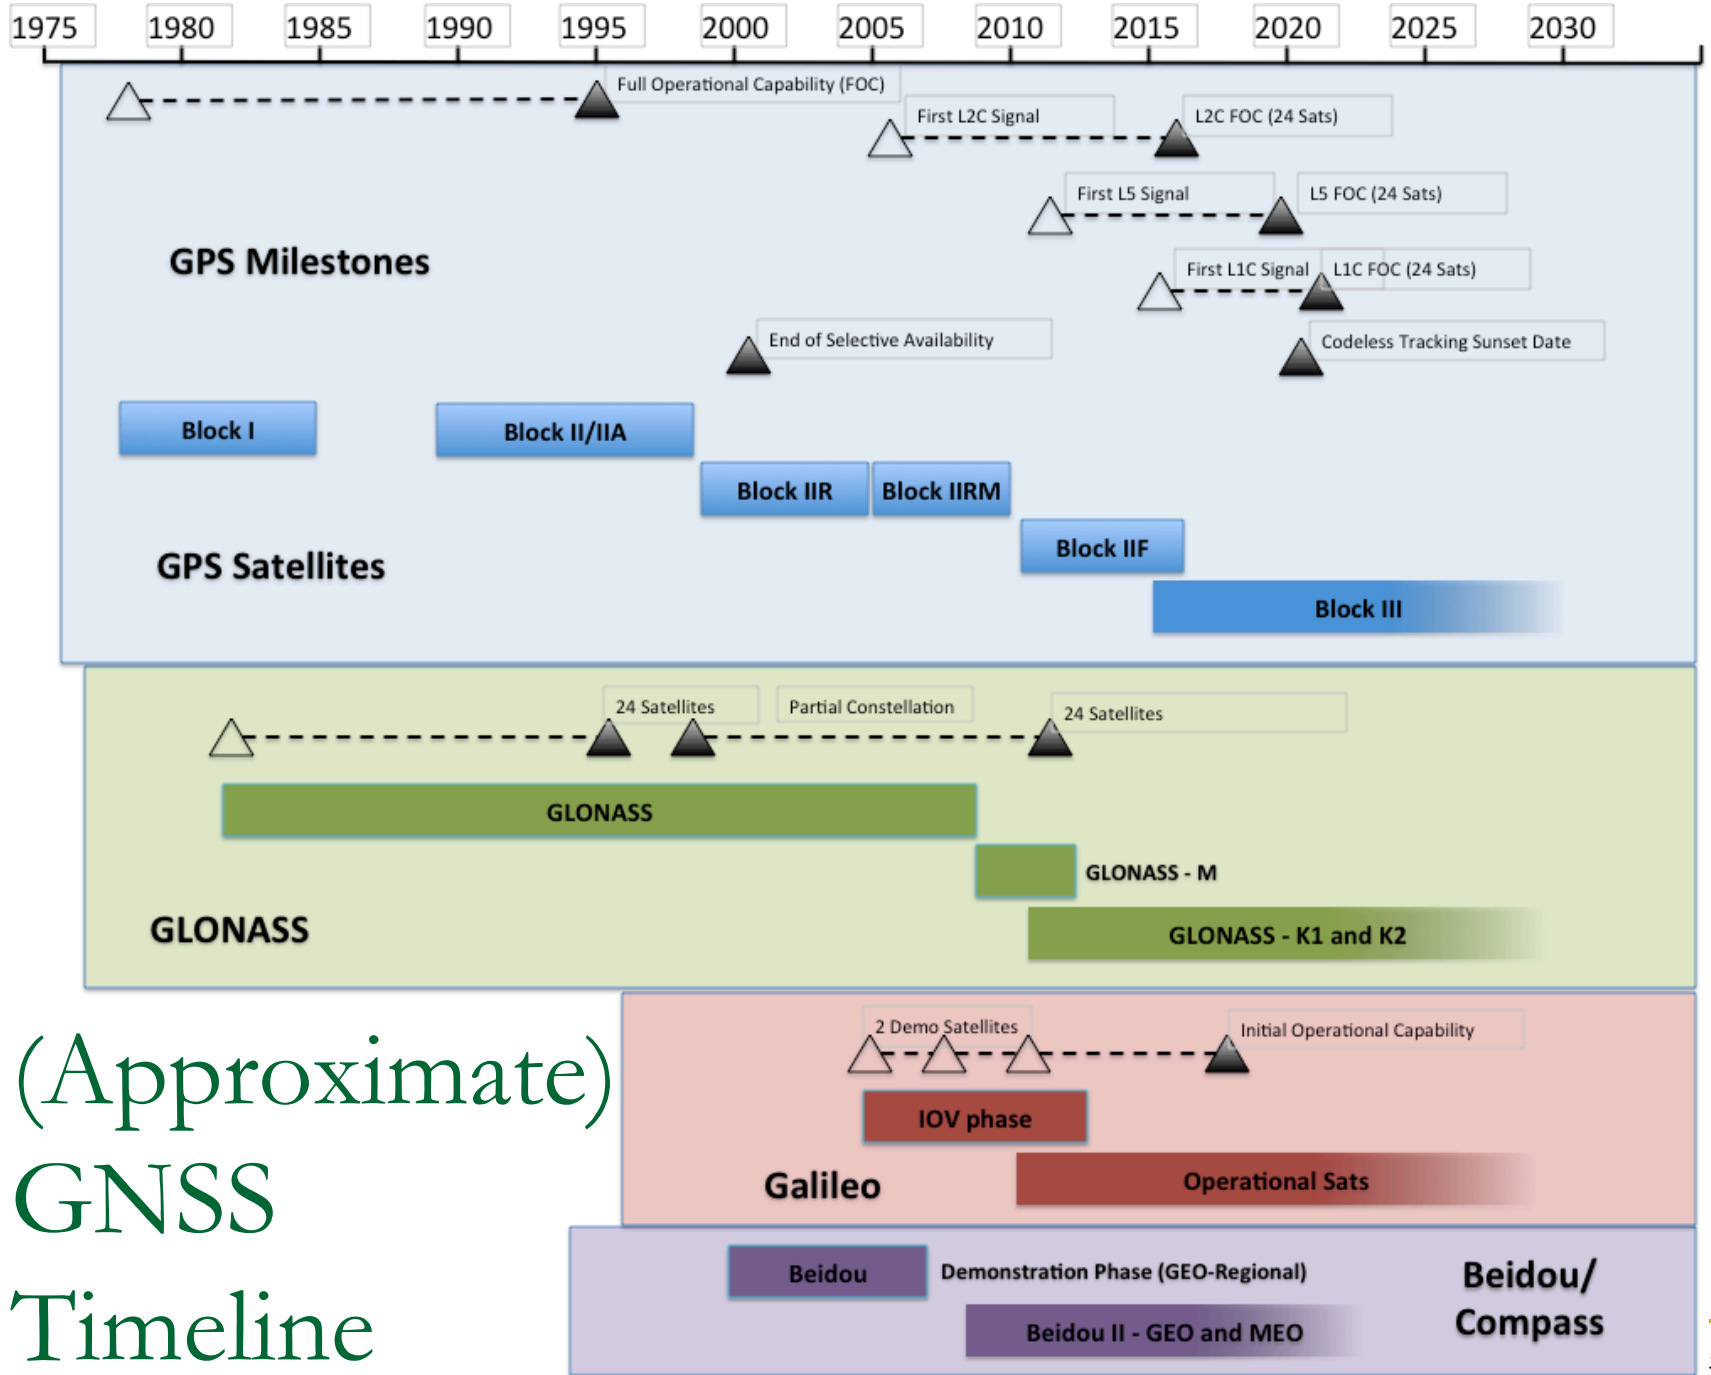 1975 1980 1985 1990 1995 2000 2005 2010 2015 2020 2025 2030
Full Operational Capability (FOC)
First L2C Signal
L2C FOC (24 Sats)
First L5 Signal
L5 FOC (24 Sats)
GPS Milestones
First L1C Signal
L1C FOC (24 Sats)
End of Selective Availability
Codeless Tracking Sunset Date
Block I
Block II/IIA
Block IIR
Block IIRM
Block IIF
GPS Satellites
Block III
24 Satellites
Partial Constellation
24 Satellites
GLONASS
GLONASS - M
GLONASS
GLONASS - K1 and K2
2 Demo Satellites
Initial Operational Capability
IOV phase
Galileo
Operational Sats
Beidou
Demonstration Phase (GEO-Regional)
Beidou/
Compass
Beidou II - GEO and MEO
(Approximate)
GNSS
Timeline